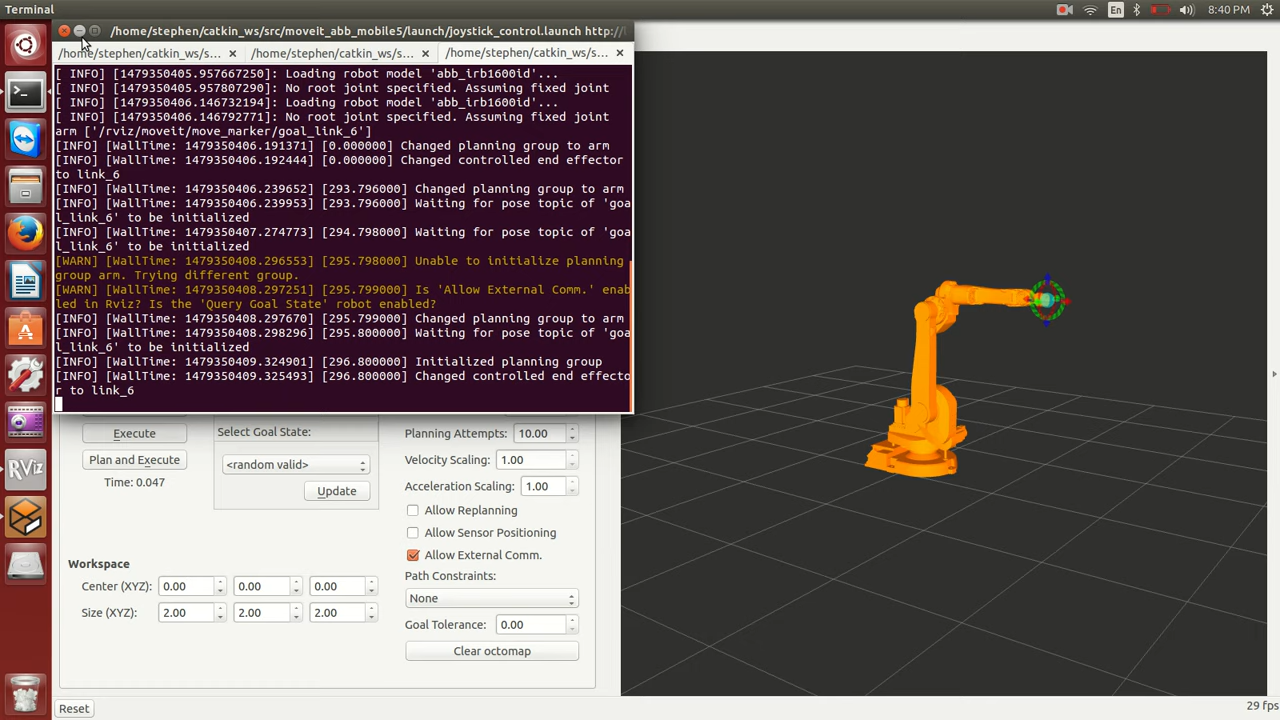 Terminal
En
8:40 PM
/home/stephen/catkin_ws/src/moveit_abb_mobile5/launch/joystick_control.launch http://
/home/stephen/catkin_ws/s... × /home/stephen/catkin_ws/s... × /home/stephen/catkin_ws/s... ×
[ INFO] [1479350405.957667250]: Loading robot model 'abb_irb1600id'...
[ INFO] [1479350405.957807290]: No root joint specified. Assuming fixed joint
[ INFO] [1479350406.146732194]: Loading robot model 'abb_irb1600id'...
[ INFO] [1479350406.146792771]: No root joint specified. Assuming fixed joint
arm ['/rviz/moveit/move_marker/goal_link_6']
[INFO] [WallTime: 1479350406.191371] [0.000000] Changed planning group to arm
[INFO] [WallTime: 1479350406.192444] [0.000000] Changed controlled end effector
to link_6
[INFO] [WallTime: 1479350406.239652] [293.796000] Changed planning group to arm
[INFO] [WallTime: 1479350406.239953] [293.796000] Waiting for pose topic of 'goa
l_link_6' to be initialized
[INFO] [WallTime: 1479350407.274773] [294.798000] Waiting for pose topic of 'goa
l_link_6' to be initialized
[WARN] [WallTime: 1479350408.296553] [295.798000] Unable to initialize planning
group arm. Trying different group.
[WARN] [WallTime: 1479350408.297251] [295.799000] Is 'Allow External Comm.' enab
led in Rviz? Is the 'Query Goal State' robot enabled?
[INFO] [WallTime: 1479350408.297670] [295.799000] Changed planning group to arm
[INFO] [WallTime: 1479350408.298296] [295.800000] Waiting for pose topic of 'goa
l_link_6' to be initialized
[INFO] [WallTime: 1479350409.324901] [296.800000] Initialized planning group
[INFO] [WallTime: 1479350409.325493] [296.800000] Changed controlled end effecto
r to link_6
Execute
Select Goal State:
Planning Attempts: 10.00
Plan and Execute
<random valid>
Velocity Scaling: 1.00
Time: 0.047
Update
Acceleration Scaling: 1.00
Allow Replanning
Allow Sensor Positioning
Allow External Comm.
Workspace
Path Constraints:
Center (XYZ): 0.00 0.00 0.00
None
Size (XYZ): 2.00 2.00 2.00
Goal Tolerance: 0.00
Clear octomap
Reset
29 fps
RViz